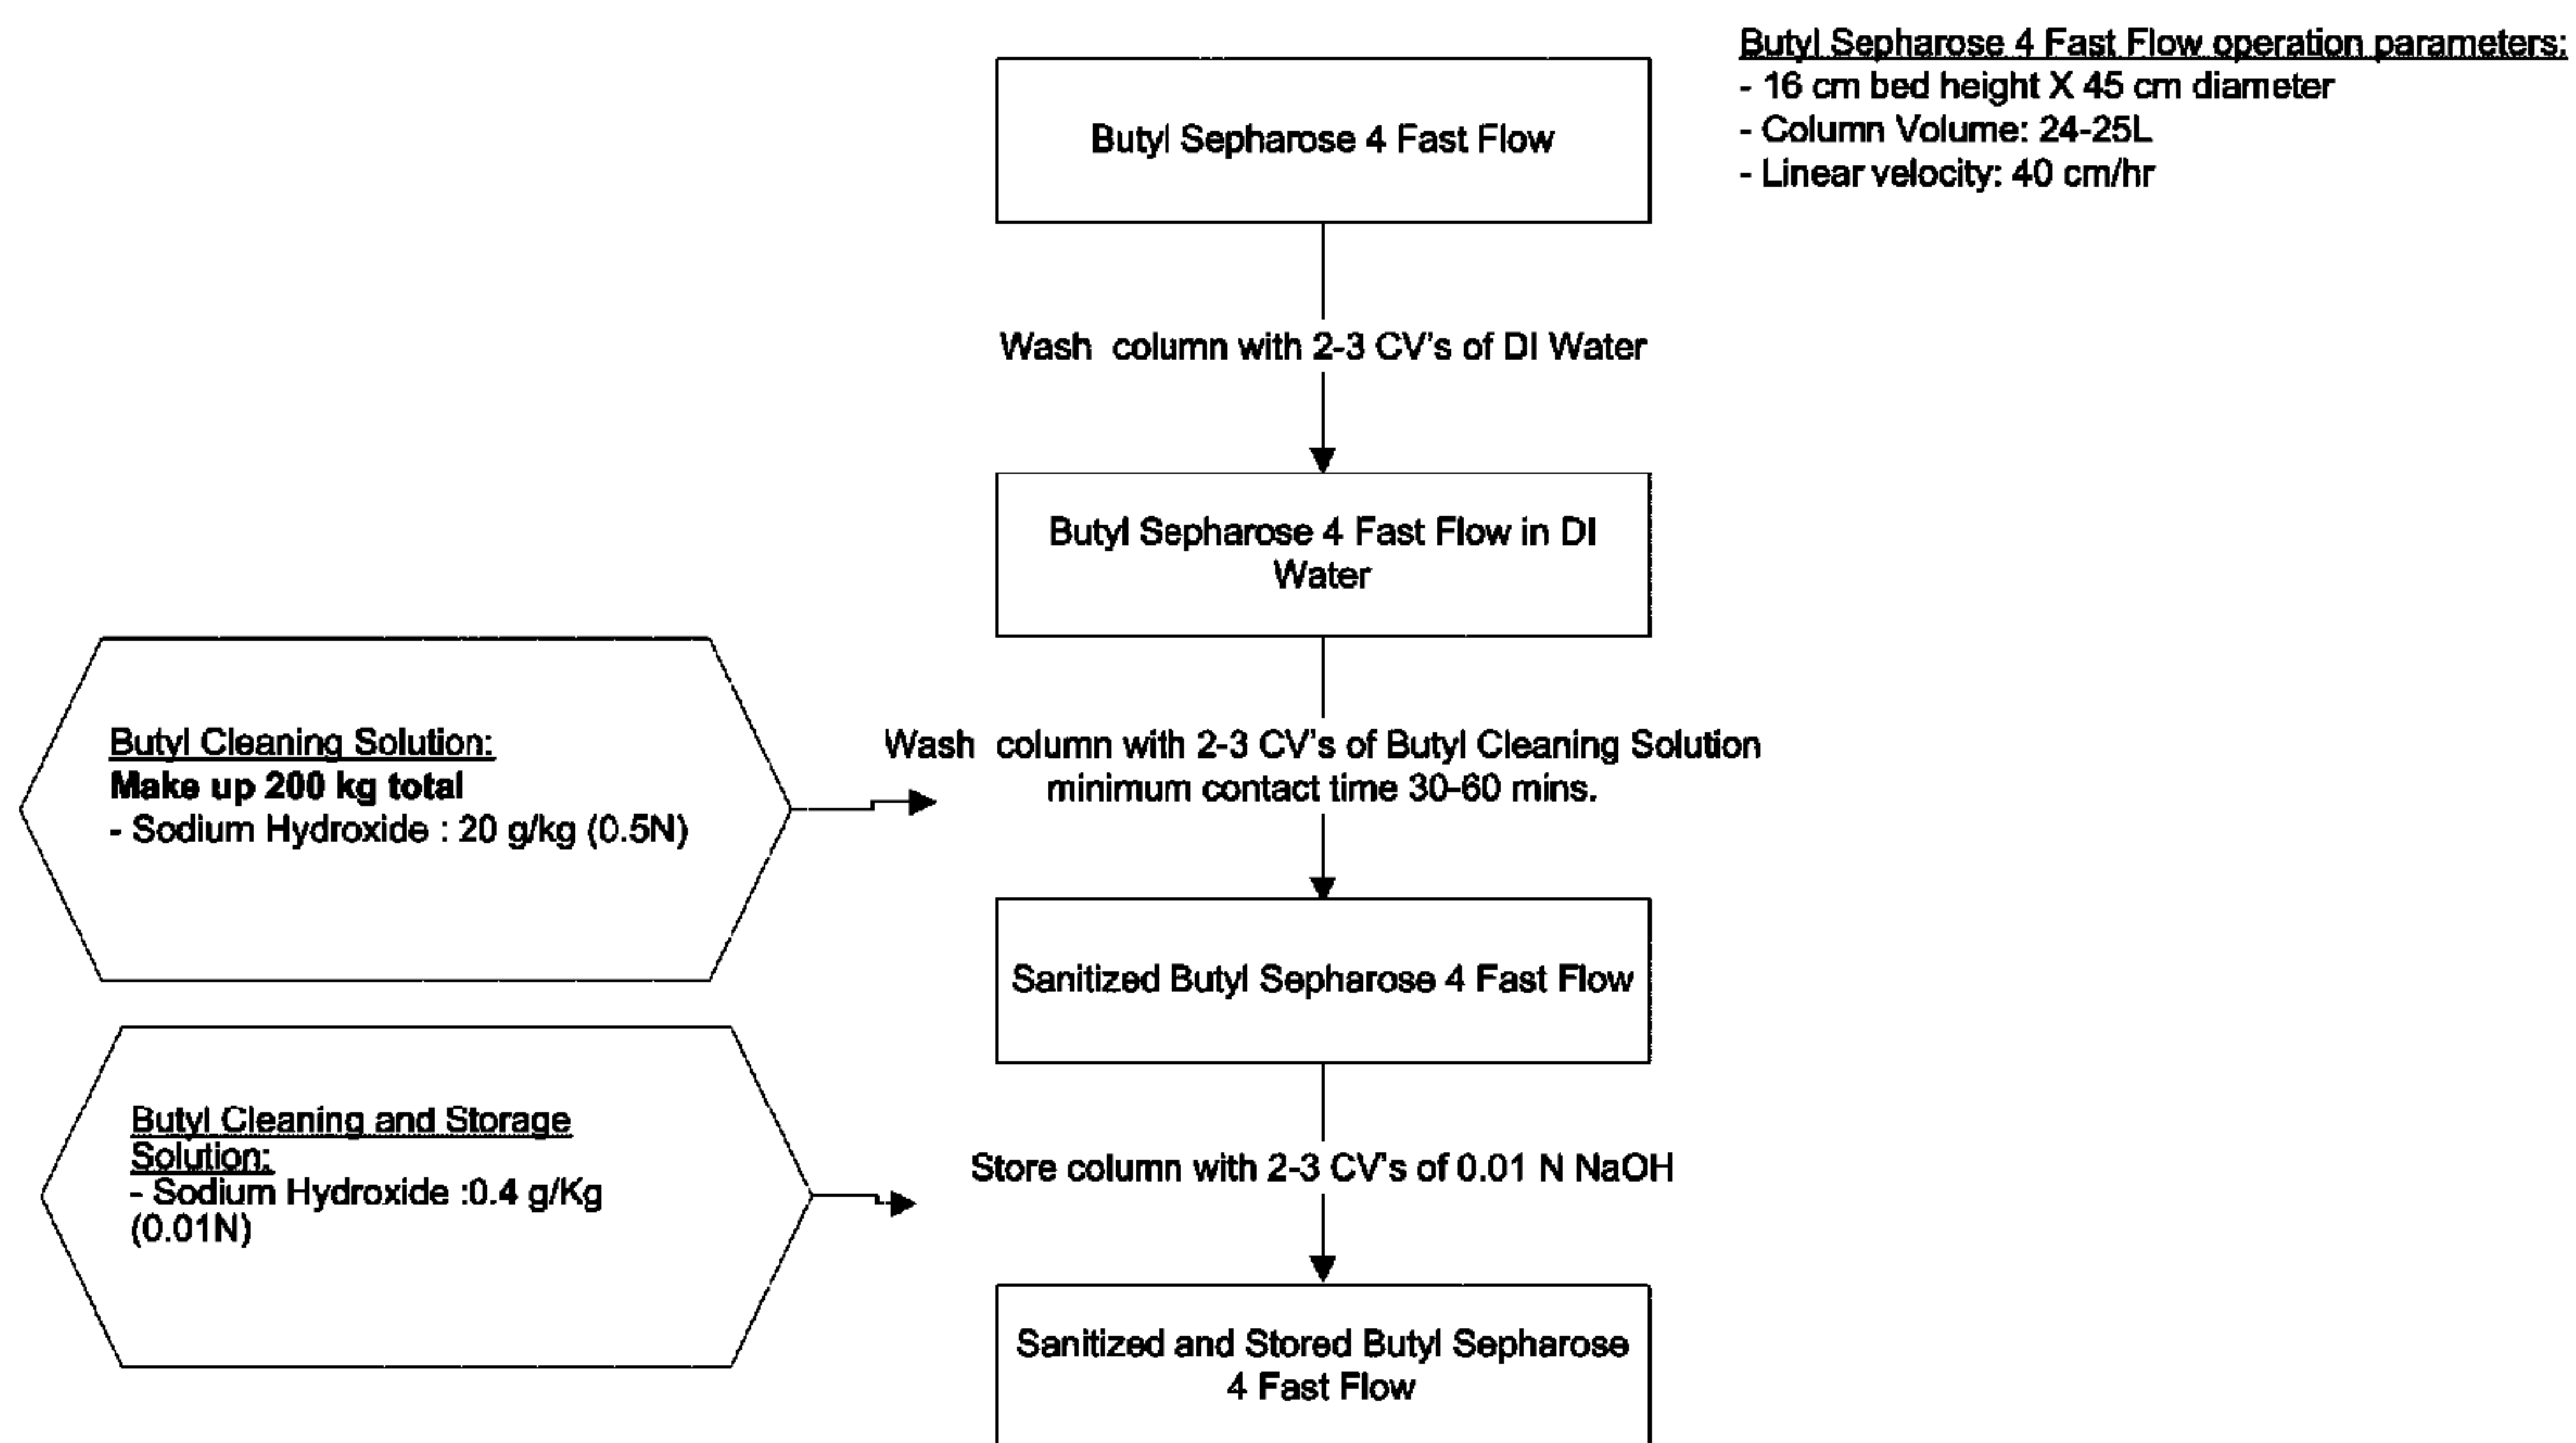 Butyl Sepharose 4 Fast Flow operation parameters:
- 16 cm bed height X 45 cm diameter
- Column Volume: 24-25L
- Linear velocity: 40 cm/hr
Butyl Sepharose 4 Fast Flow
Wash column with 2-3 CV's of DI Water
Butyl Sepharose 4 Fast Flow in DI
Water
Butyl Cleaning Solution:
Make up 200 kg total
- Sodium Hydroxide : 20 g/kg (0.5N)
Wash column with 2-3 CV's of Butyl Cleaning Solution
minimum contact time 30-60 mins.
Sanitized Butyl Sepharose 4 Fast Flow
Butyl Cleaning and Storage
Solution:
- Sodium Hydroxide :0.4 g/Kg
(0.01N)
Store column with 2-3 CV's of 0.01 N NaOH
Sanitized and Stored Butyl Sepharose
4 Fast Flow